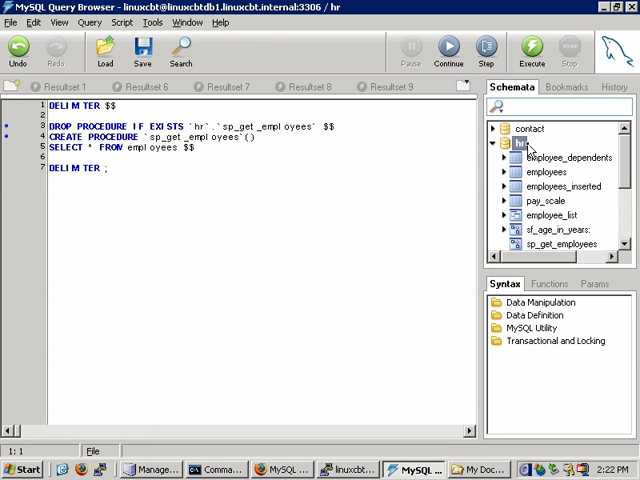 MySQL Query Browser - linuxcbt@linuxcbtdb1.linuxcbt.internal:3306 / hr
File Edit View Query Script Tools Window Help
Undo Load Save Search Pause Continue Step Execute Stop
Resultset 1 Resultset 6 Resultset 7 Resultset 8 Resultset 9
1 DELIMITER $$
2
3 DROP PROCEDURE IF EXISTS `hr`.`sp_get_employees` $$
4 CREATE PROCEDURE `sp_get_employees`()
5 SELECT * FROM employees $$
6
7 DELIMITER ;
Schemata Bookmarks History
contact
hr
employee_dependents
employees
employees_inserted
pay_scale
employee_list
sf_age_in_years:
sp_get_employees
Syntax Functions Params
Data Manipulation
Data Definition
MySQL Utility
Transactional and Locking
1: 1 File
Start Manage... Comma... MySQL ... linuxcbt... MySQL ... My Doc... 2:22 PM